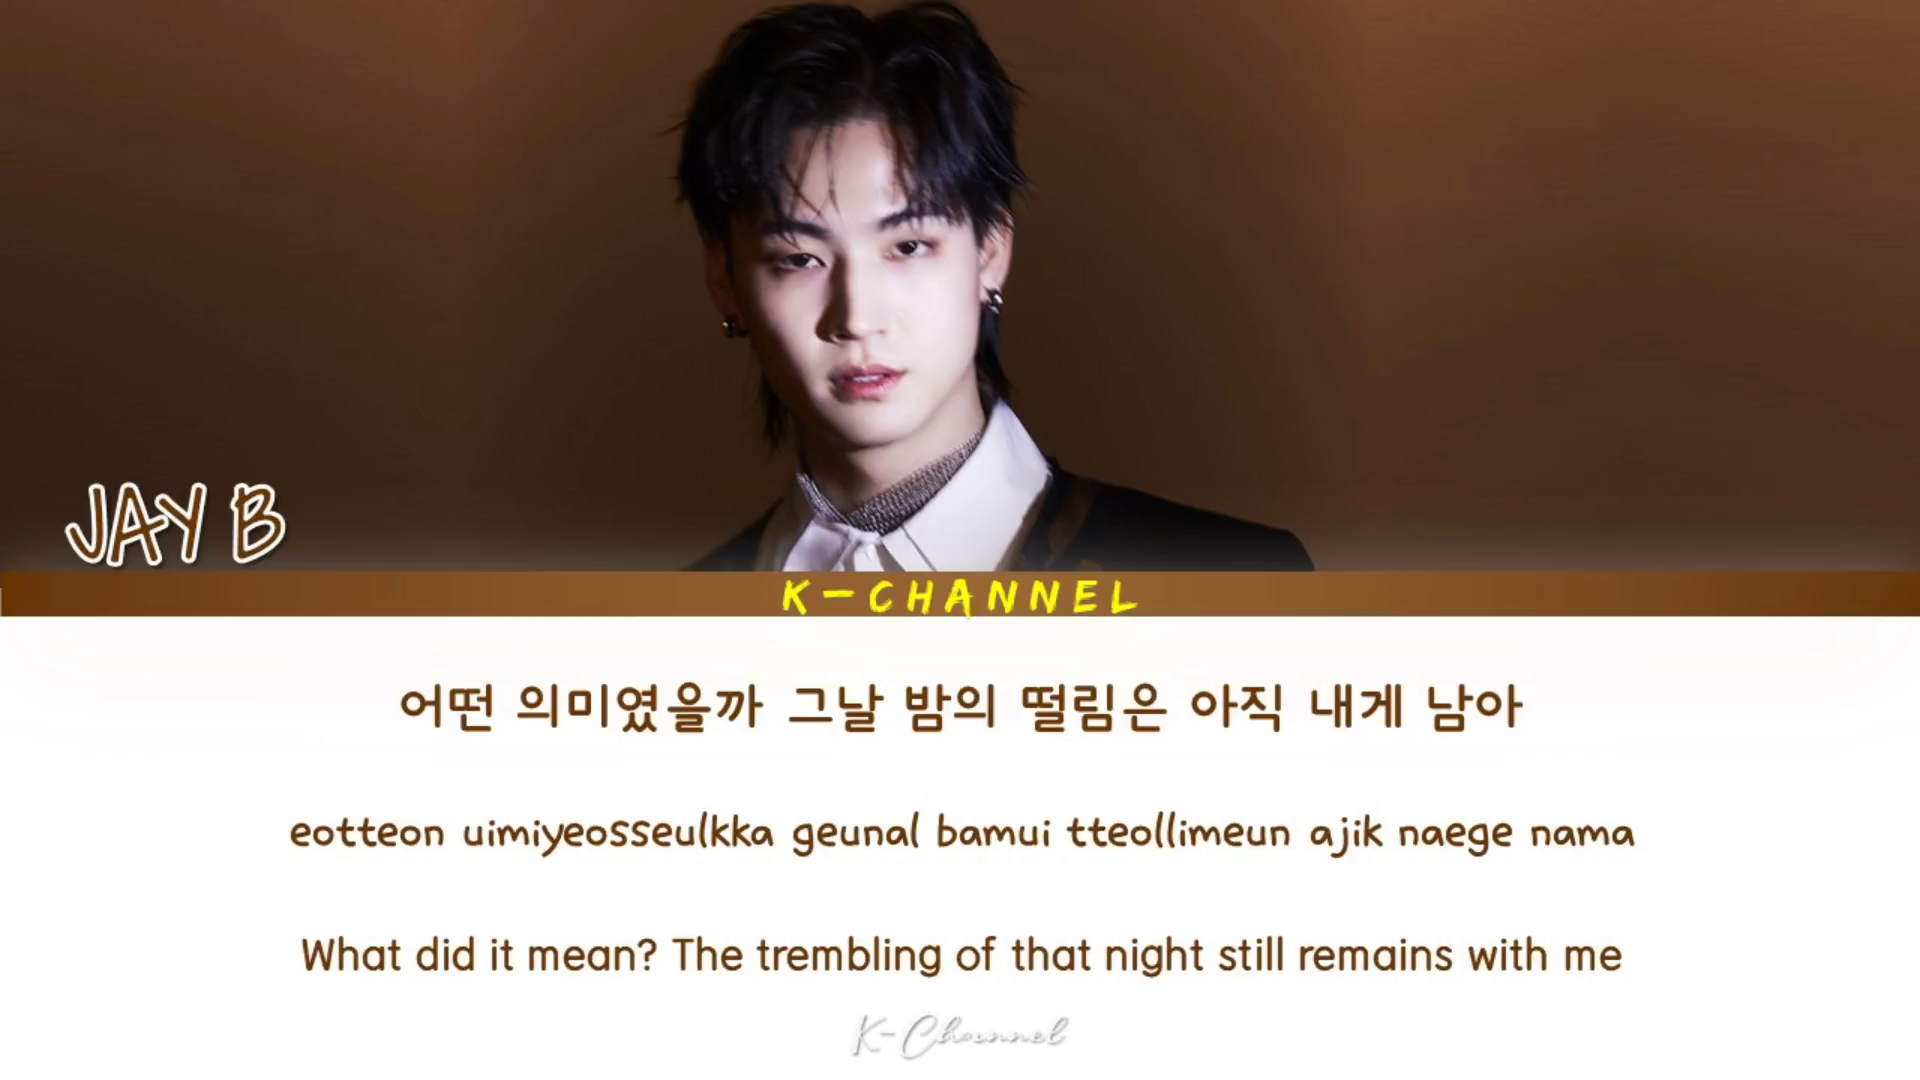 JAY B
K-CHANNEL
어떤 의미였을까 그날 밤의 떨림은 아직 내게 남아
eotteon uimiyeosseulkka geunal bamui tteollimeun ajik naege nama
What did it mean? The trembling of that night still remains with me
K-Channel